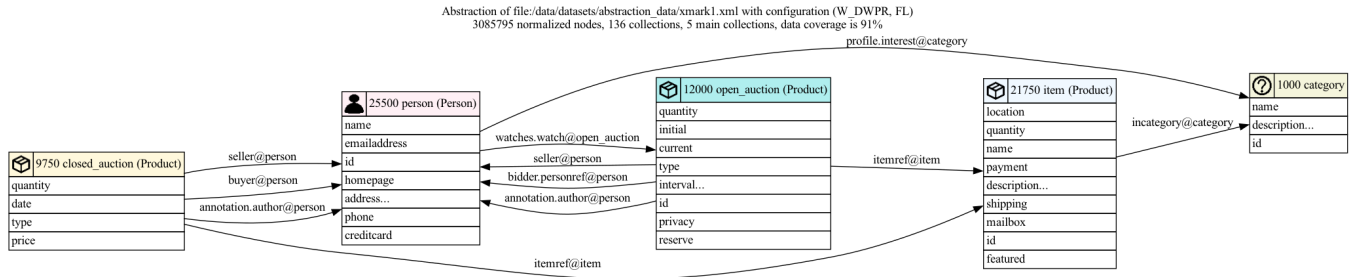 Abstraction of file:/data/datasets/abstraction_data/xmark1.xml with configuration (W_DWPR, FL)
3085795 normalized nodes, 136 collections, 5 main collections, data coverage is 91%
9750 closed_auction (Product)
quantity
date
type
price
seller@person
buyer@person
annotation.author@person
itemref@item
25500 person (Person)
name
emailaddress
id
homepage
address...
phone
creditcard
profile.interest@category
watches.watch@open_auction
seller@person
bidder.personref@person
annotation.author@person
12000 open_auction (Product)
quantity
initial
current
type
interval...
id
privacy
reserve
itemref@item
21750 item (Product)
location
quantity
name
payment
description...
shipping
mailbox
id
featured
incategory@category
1000 category
name
description...
id